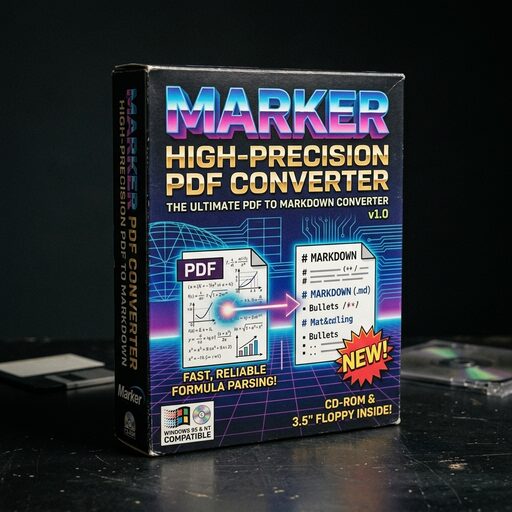 MARKER
HIGH-PRECISION
PDF CONVERTER
THE ULTIMATE PDF TO MARKDOWN CONVERTER
v1.0
PDF
# MARKDOWN
# MARKDOWN (.md)
• Bullets /**/
# Mat&cling
Bullets
NEW!
FAST, RELIABLE
FORMULA PARSING!
WINDOWS 95 & NT
COMPATIBLE
CD-ROM &
3.5" FLOPPY INSIDE!
MARKER PDF CONVERTER
HIGH-PRECISION PDF TO MARKDOWN
Marker